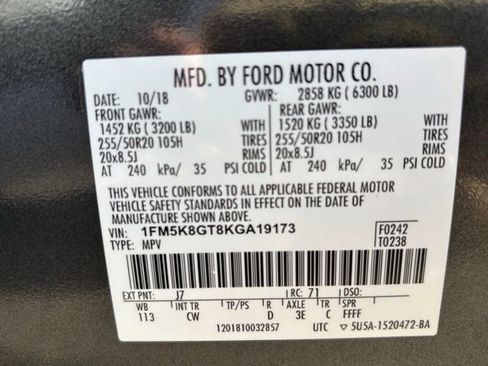 MFD. BY FORD MOTOR CO.
DATE: 10/18 GVWR: 2858 KG ( 6300 LB)
FRONT GAWR: REAR GAWR:
1452 KG ( 3200 LB) WITH 1520 KG ( 3350 LB) WITH
255/50R20 105H TIRES 255/50R20 105H TIRES
20x8.5J RIMS 20x8.5J RIMS
AT 240 kPa/ 35 PSI COLD AT 240 kPa/ 35 PSI COLD
THIS VEHICLE CONFORMS TO ALL APPLICABLE FEDERAL MOTOR
VEHICLE SAFETY STANDARDS IN EFFECT ON THE DATE OF
MANUFACTURE SHOWN ABOVE.
VIN: 1FM5K8GT8KGA19173 F0242
TYPE: MPV T0238
EXT PNT: J7 RC: 71 DSO:
WB INT TR TP/PS R AXLE TR SPR
113 CW D 3E C FFFF
1201810032857 UTC 5U5A-1520472-BA